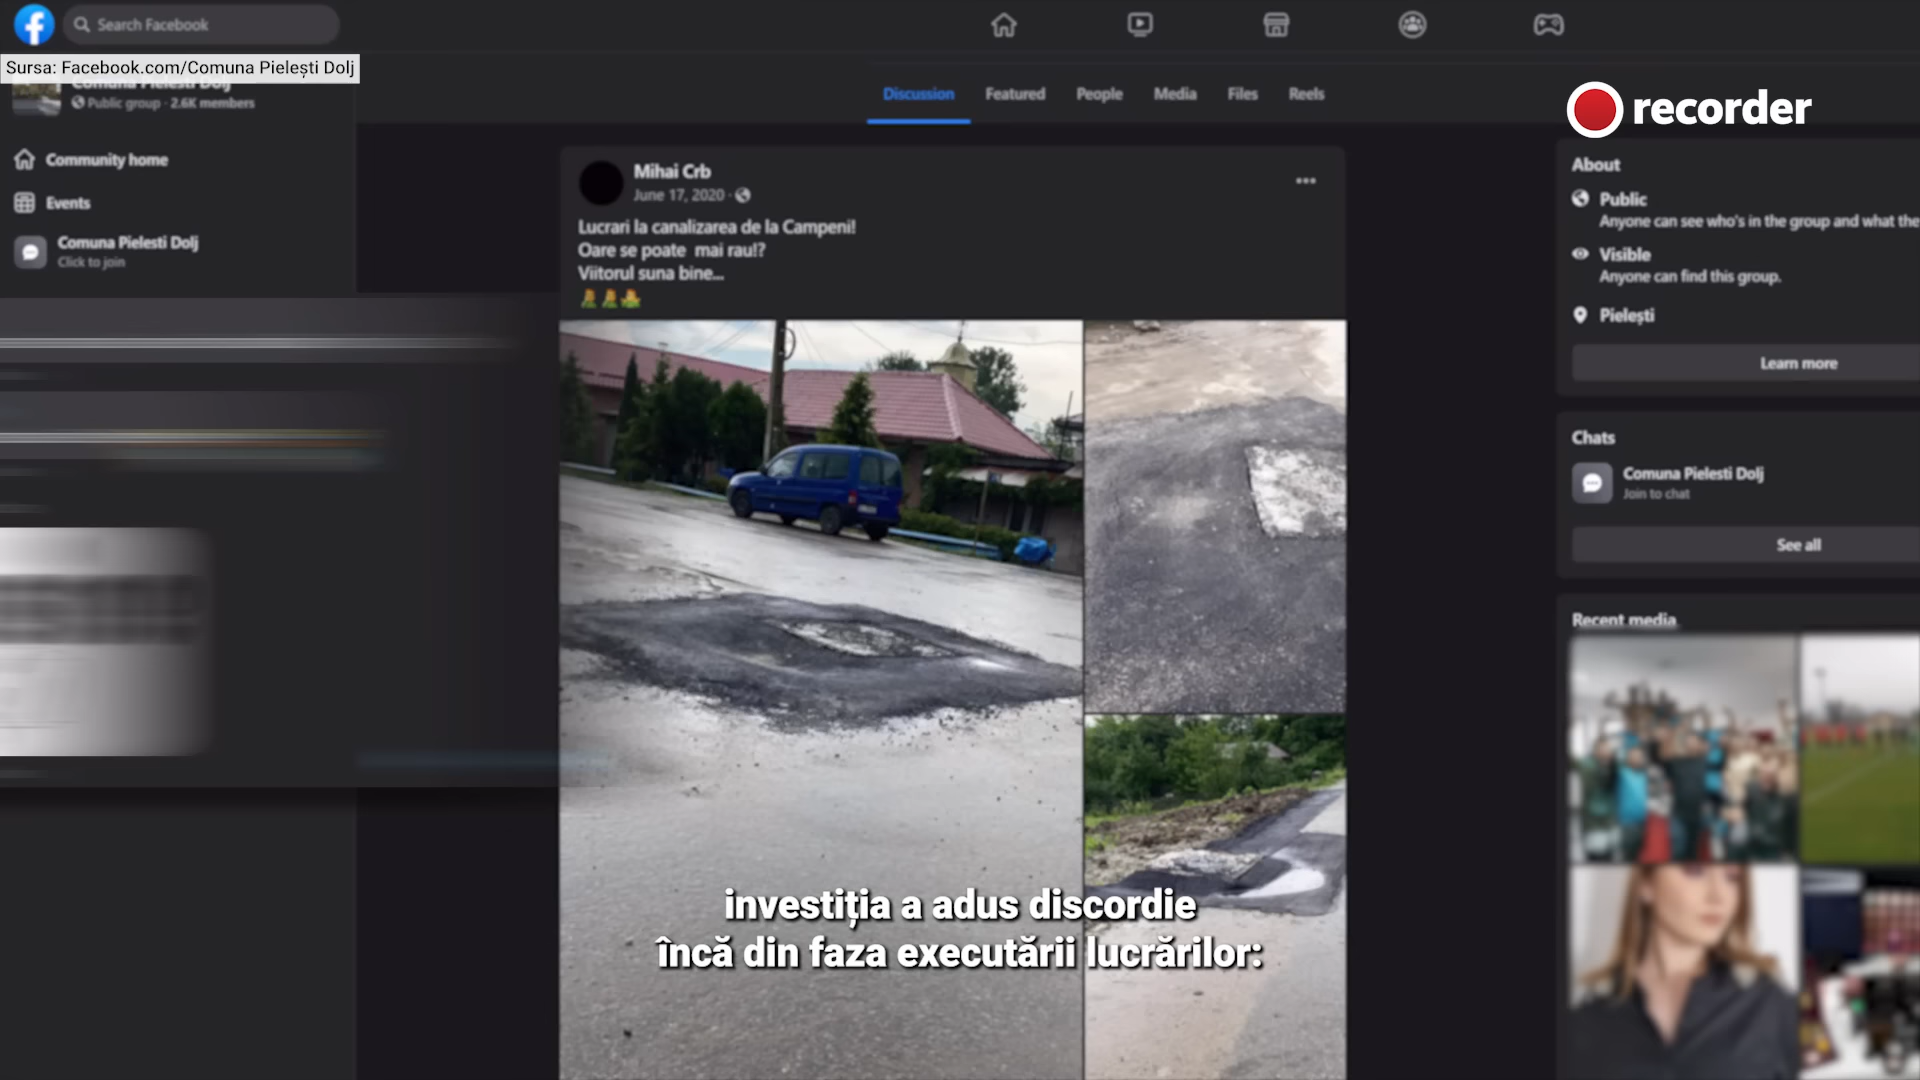 Search Facebook
Sursa: Facebook.com/Comuna Pielești Dolj
Comuna Pielesti Dolj
Public group · 2.6K members
Community home
Events
Comuna Pielesti Dolj
Click to join
Discussion
Featured
People
Media
Files
Reels
recorder
Mihai Crb
June 17, 2020 ·
Lucrari la canalizarea de la Campeni!
Oare se poate mai rau!?
Viitorul suna bine...
About
Public
Anyone can see who's in the group and what the
Visible
Anyone can find this group.
Pielești
Learn more
Chats
Comuna Pielesti Dolj
Join to chat
See all
Recent media
investiția a adus discordie
încă din faza executării lucrărilor: